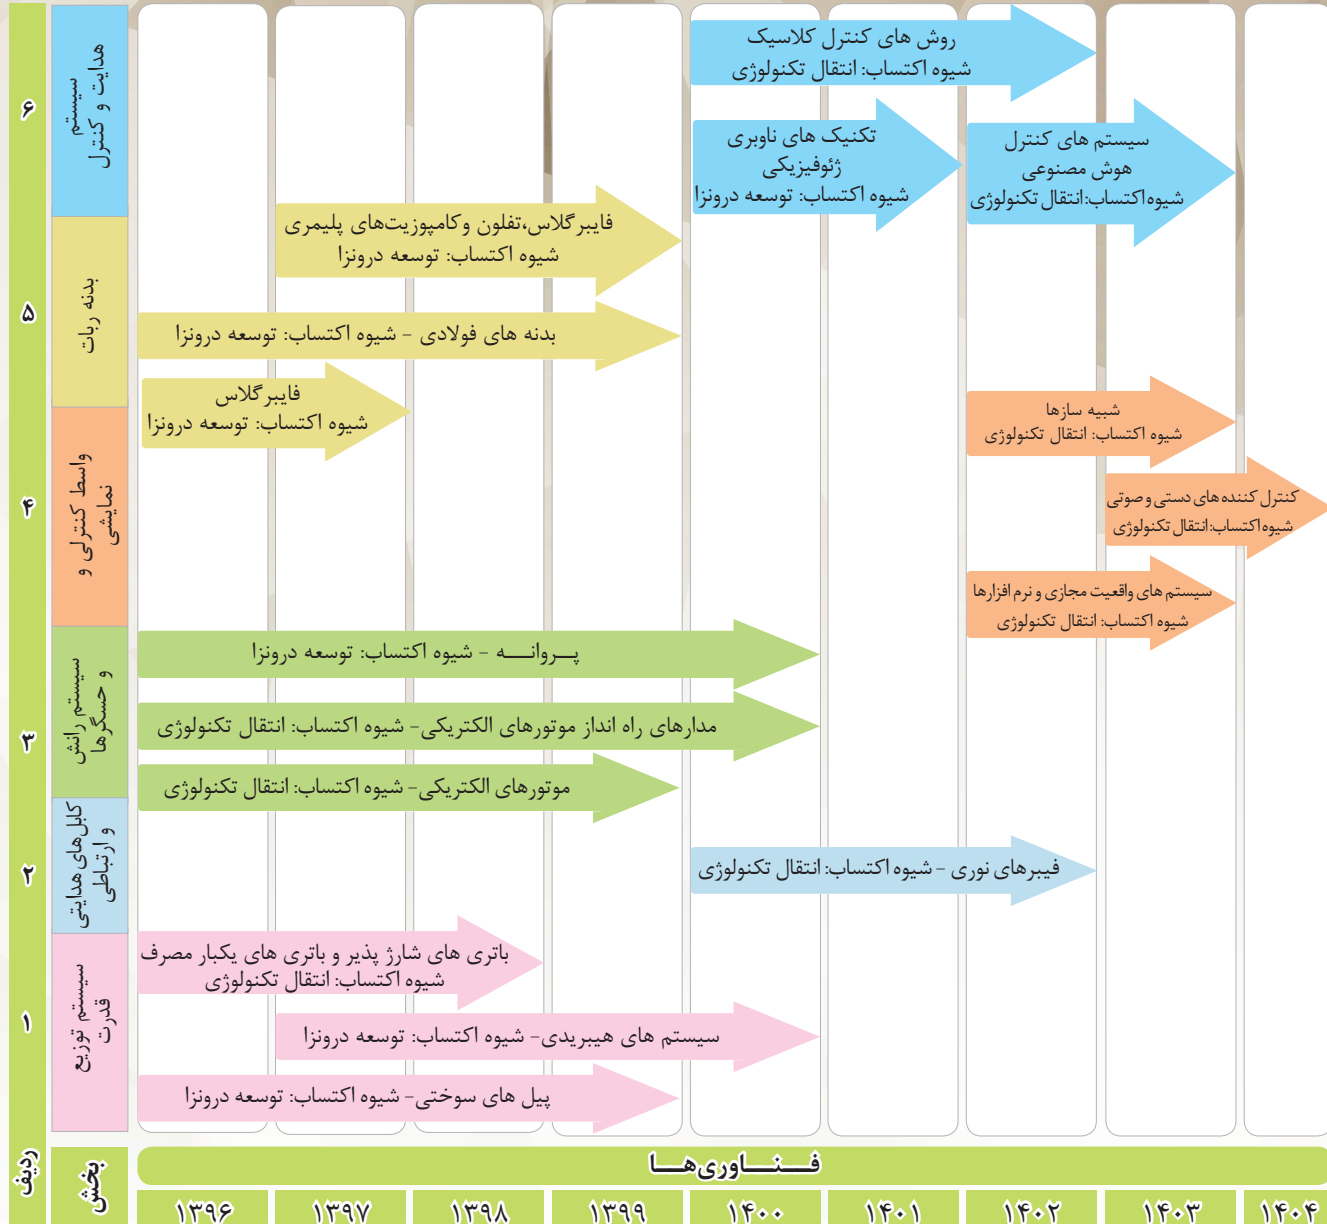 ۶
سیستم
هدایت و کنترل
روش های کنترل کلاسیک
شیوه اکتساب: انتقال تکنولوژی
تکنیک های ناوبری
ژئوفیزیکی
شیوه اکتساب: توسعه درونزا
سیستم های کنترل
هوش مصنوعی
شیوه اکتساب: انتقال تکنولوژی
۵
بدنه ربات
فایبرگلاس،تفلون وکامپوزیت‌های پلیمری
شیوه اکتساب: توسعه درونزا
بدنه های فولادی - شیوه اکتساب: توسعه درونزا
فایبرگلاس
شیوه اکتساب: توسعه درونزا
۴
واسط کنترلی و
نمایشی
شبیه سازها
شیوه اکتساب: انتقال تکنولوژی
کنترل کننده های دستی و صوتی
شیوه اکتساب: انتقال تکنولوژی
سیستم های واقعیت مجازی و نرم افزارها
شیوه اکتساب: انتقال تکنولوژی
۳
سیستم رانش
و حسگرها
پـــروانـــــه - شیوه اکتساب: توسعه درونزا
مدارهای راه انداز موتورهای الکتریکی- شیوه اکتساب: انتقال تکنولوژی
موتورهای الکتریکی- شیوه اکتساب: انتقال تکنولوژی
۲
کابل‌های هدایتی
و ارتباطی
فیبرهای نوری - شیوه اکتساب: انتقال تکنولوژی
۱
سیستم توزیع
قدرت
باتری های شارژ پذیر و باتری های یکبار مصرف
شیوه اکتساب: انتقال تکنولوژی
سیستم های هیبریدی- شیوه اکتساب: توسعه درونزا
پیل های سوختی- شیوه اکتساب: توسعه درونزا
ردیف
بخش
فـــنـــاوری‌هـــا
۱۳۹۶ ۱۳۹۷ ۱۳۹۸ ۱۳۹۹ ۱۴۰۰ ۱۴۰۱ ۱۴۰۲ ۱۴۰۳ ۱۴۰۴